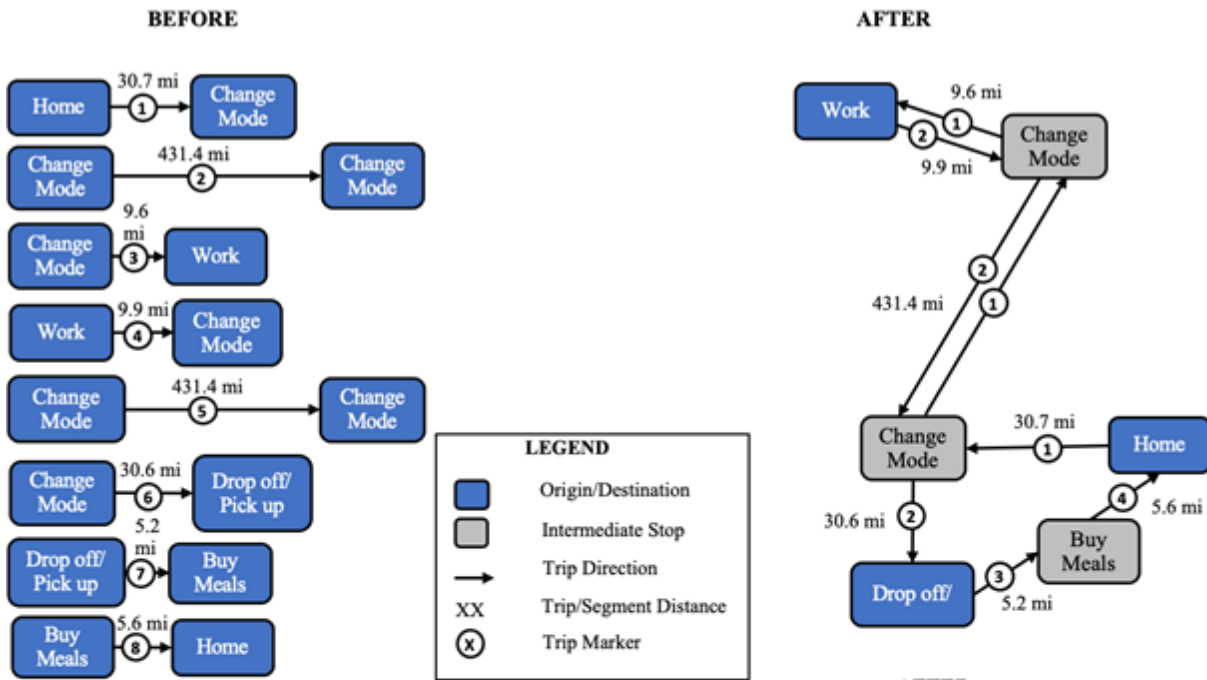 BEFORE
30.7 mi
Home
1
Change
Mode
431.4 mi
Change
Mode
2
Change
Mode
9.6
mi
Change
Mode
3
Work
9.9 mi
Work
4
Change
Mode
431.4 mi
Change
Mode
5
Change
Mode
30.6 mi
Change
Mode
6
Drop off/
Pick up
5.2
mi
Drop off/
Pick up
7
Buy
Meals
5.6 mi
Buy
Meals
8
Home
LEGEND
Origin/Destination
Intermediate Stop
Trip Direction
XX
Trip/Segment Distance
X
Trip Marker
AFTER
9.6 mi
Work
1
2
9.9 mi
Change
Mode
2
1
431.4 mi
Change
Mode
30.7 mi
1
Home
4
5.6 mi
30.6 mi
2
Buy
Meals
Drop off/
3
5.2 mi